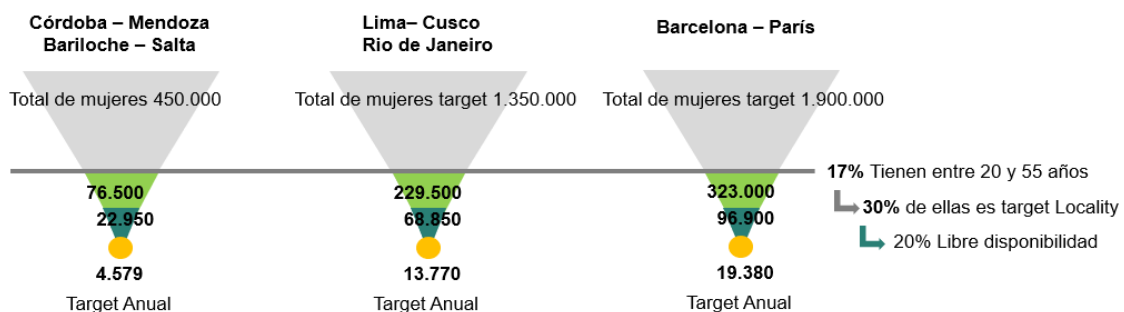 Córdoba – Mendoza
Bariloche – Salta
Total de mujeres 450.000
76.500
22.950
4.579
Target Anual
Lima– Cusco
Rio de Janeiro
Total de mujeres target 1.350.000
229.500
68.850
13.770
Target Anual
Barcelona – París
Total de mujeres target 1.900.000
323.000
96.900
19.380
Target Anual
17% Tienen entre 20 y 55 años
30% de ellas es target Locality
20% Libre disponibilidad